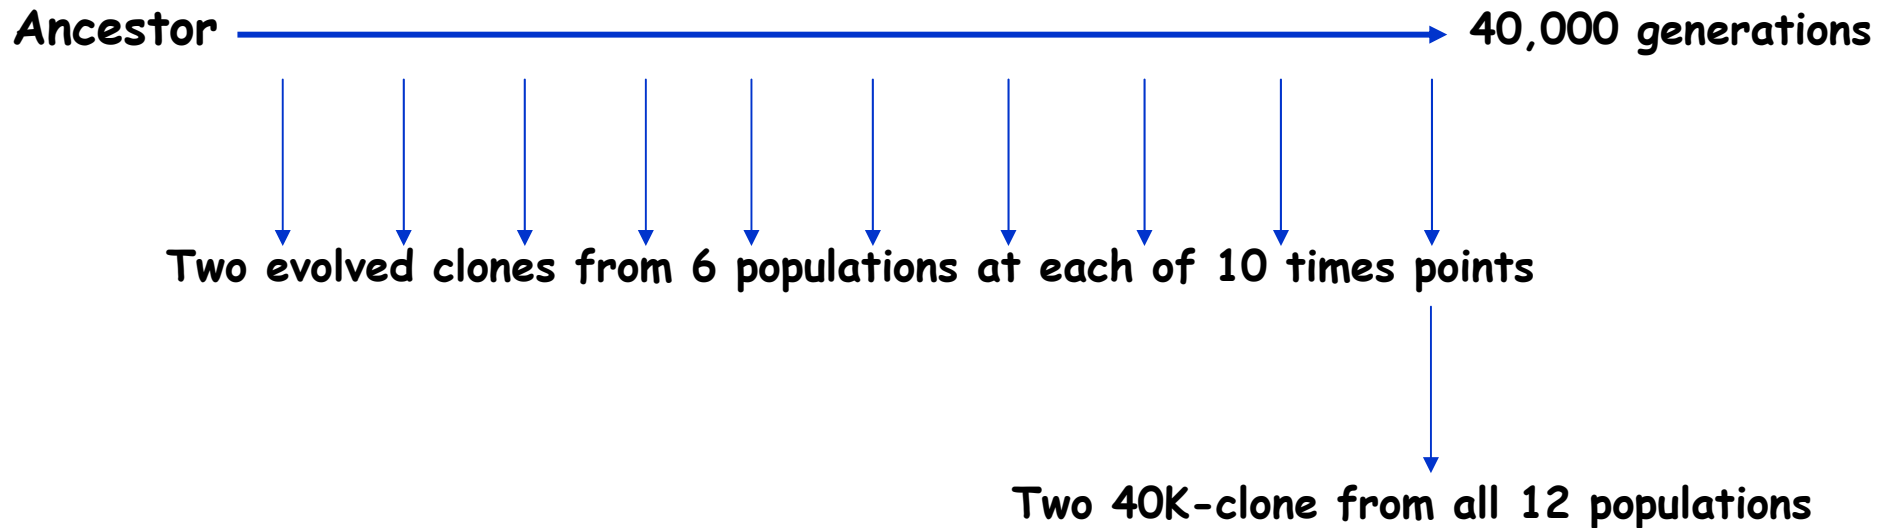 Ancestor 40,000 generations
Two evolved clones from 6 populations at each of 10 times points
Two 40K-clone from all 12 populations